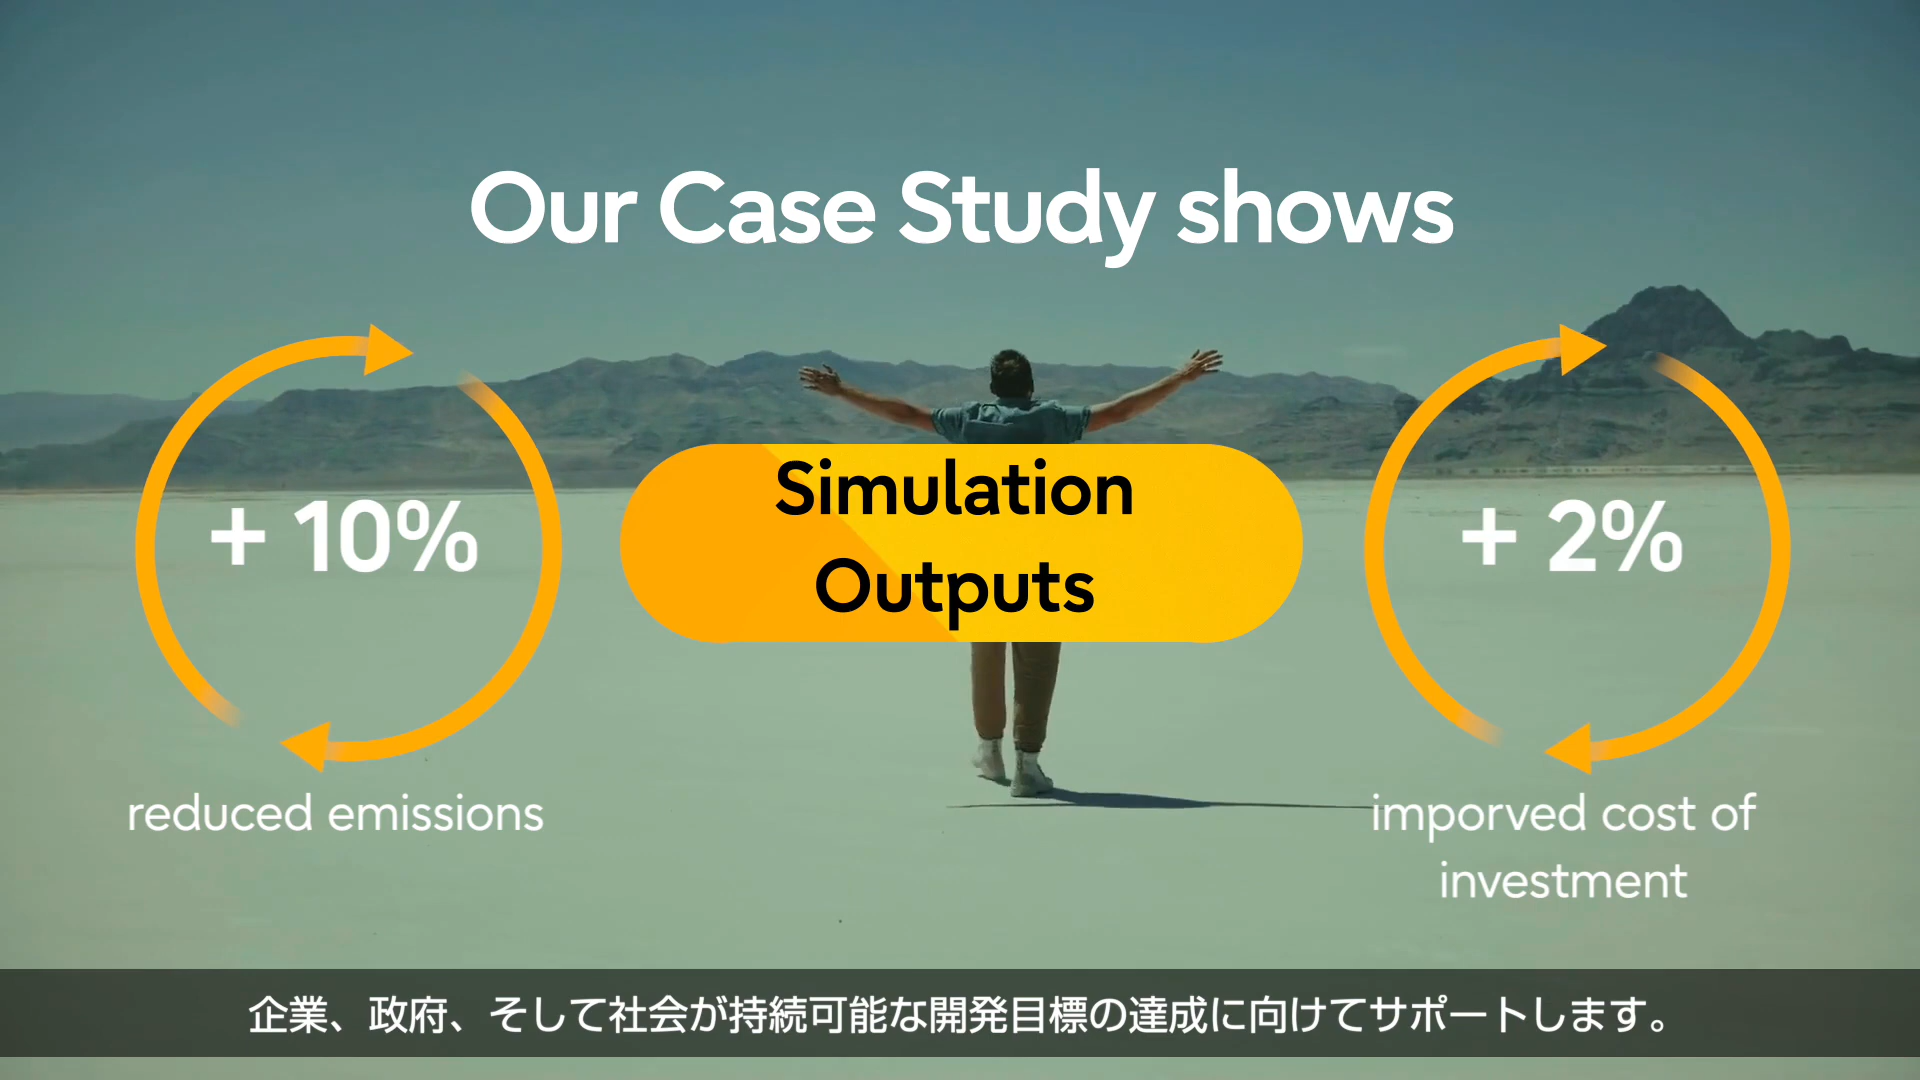 Our Case Study shows
+ 10%
Simulation
Outputs
+ 2%
reduced emissions
imporved cost of
investment
企業、政府、そして社会が持続可能な開発目標の達成に向けてサポートします。